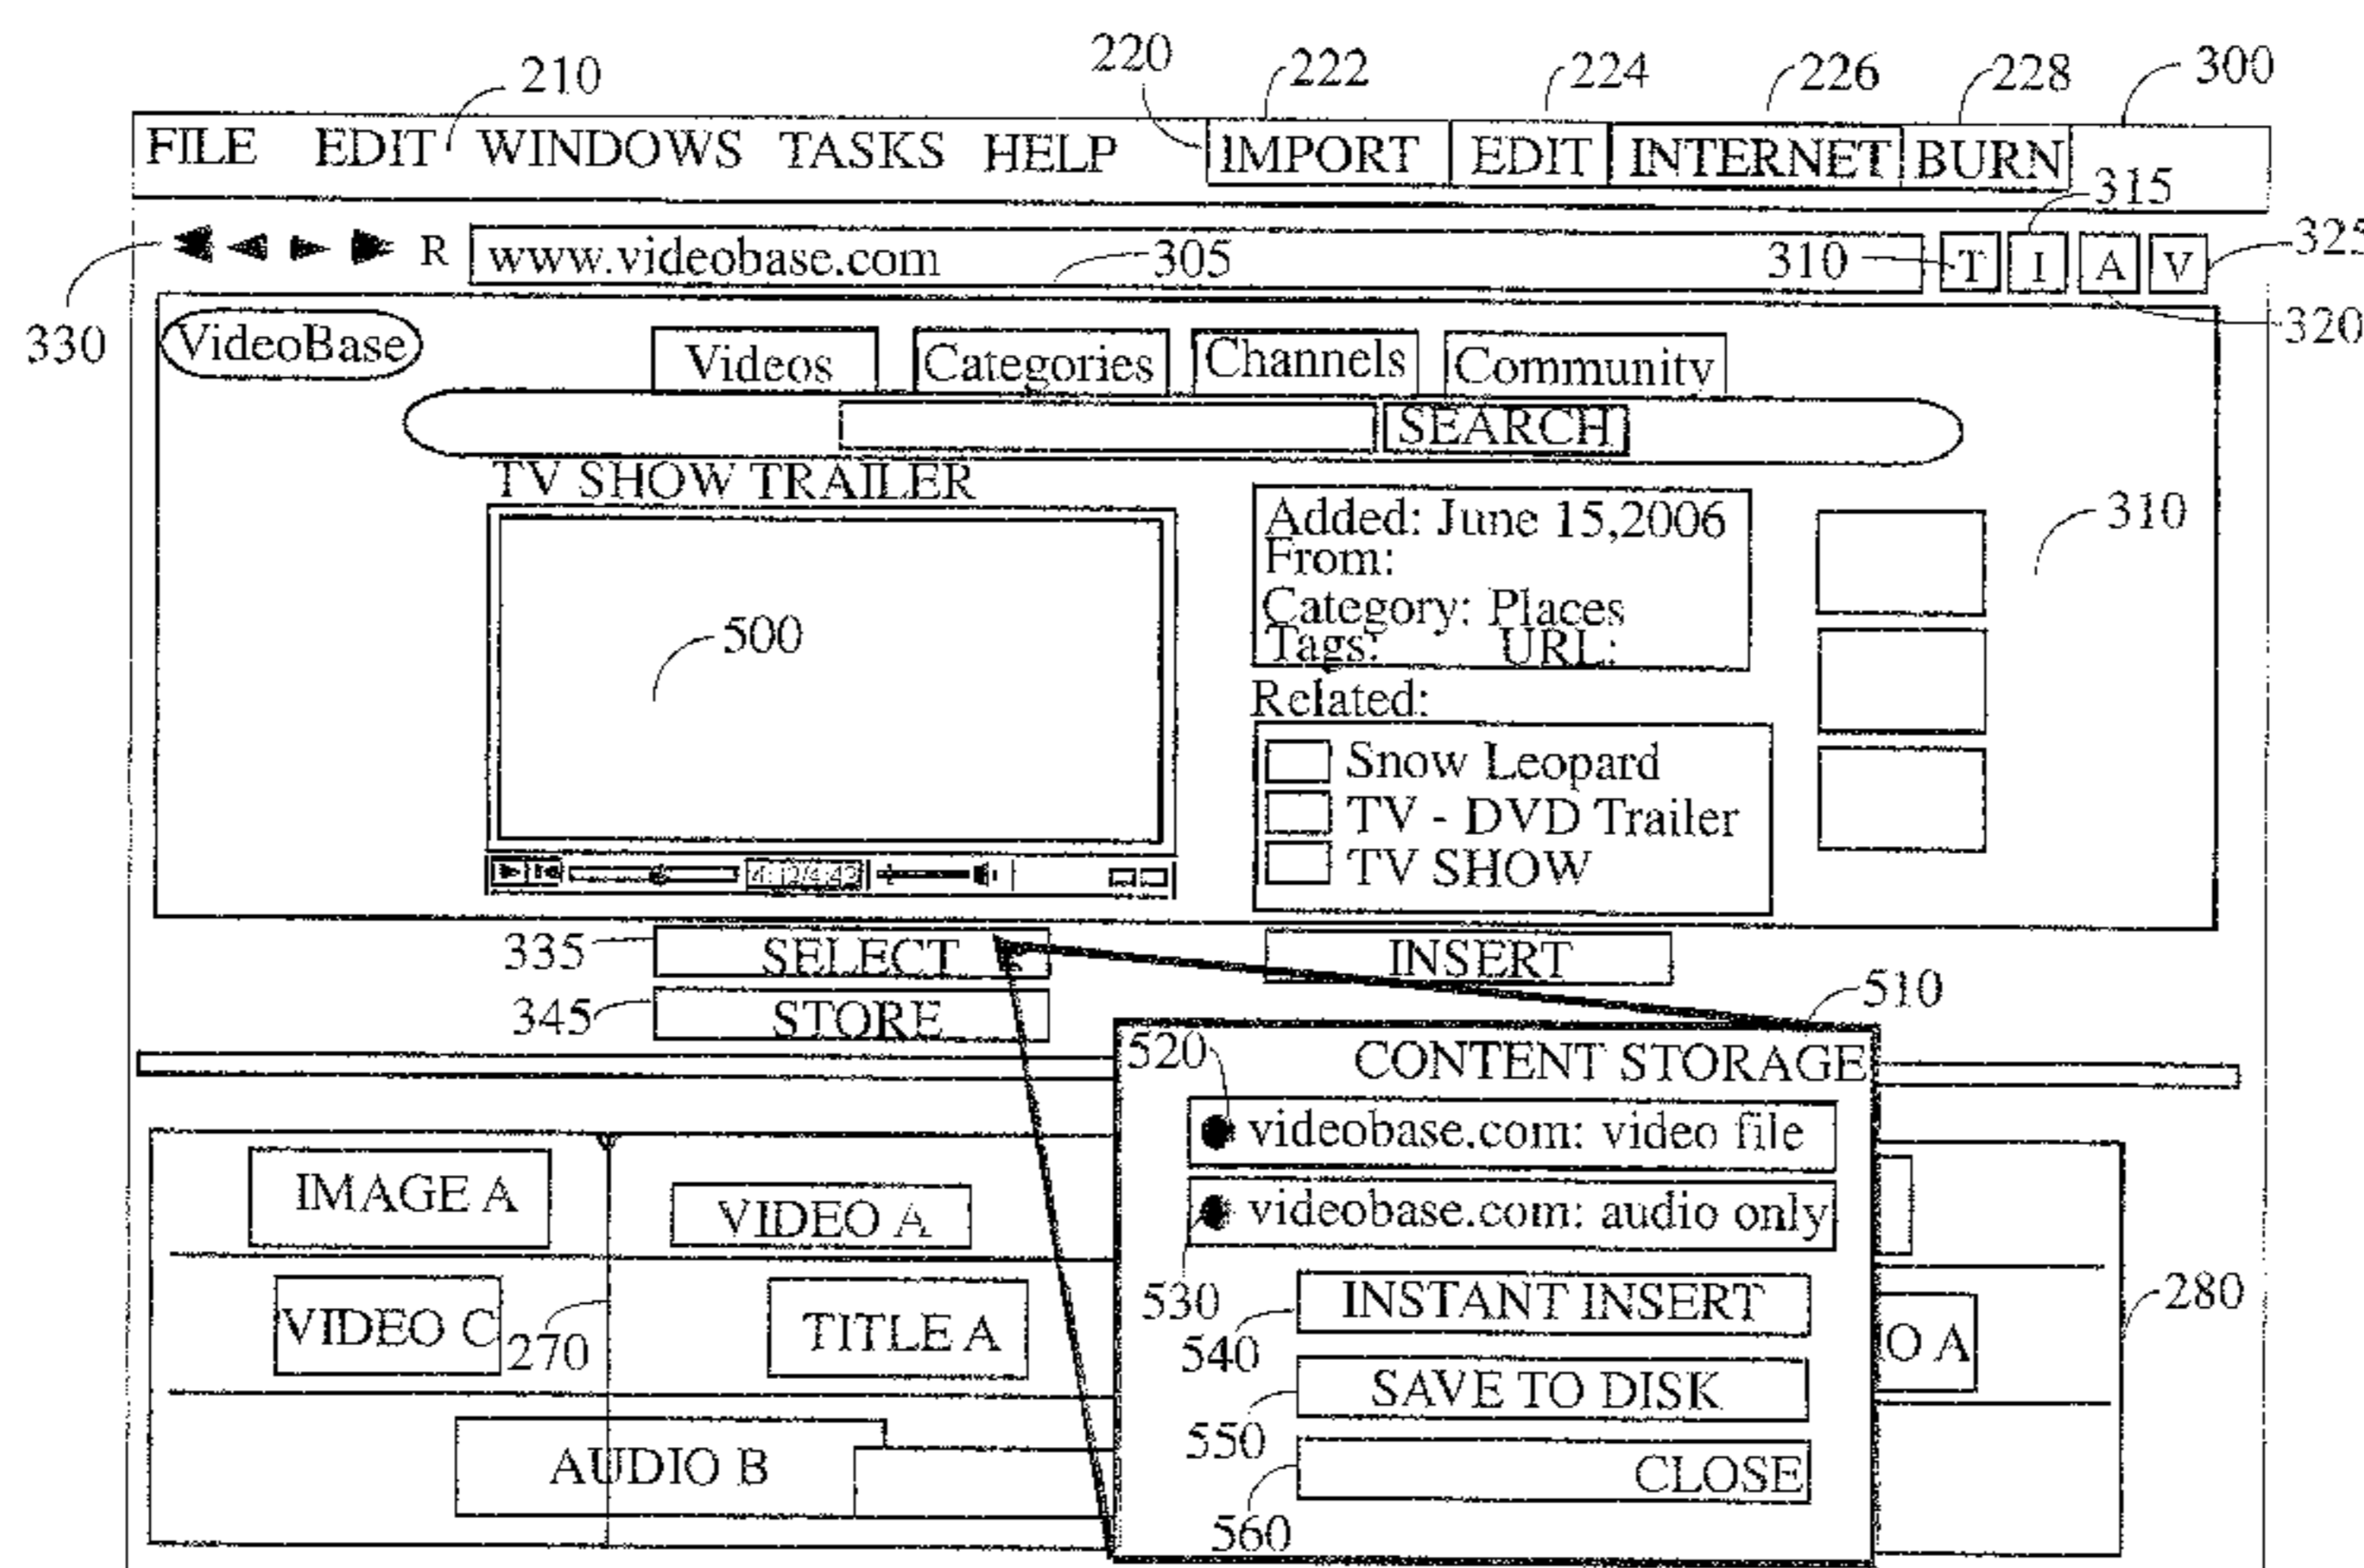 210 220 222 224 226 228 300
FILE EDIT WINDOWS TASKS HELP IMPORT EDIT INTERNET BURN
315
R www.videobase.com 305 310 T I A V 325
330 320
VideoBase Videos Categories Channels Community
SEARCH
TV SHOW TRAILER
Added: June 15,2006
From:
Category: Places
Tags: URL:
310
500
Related:
Snow Leopard
TV - DVD Trailer
TV SHOW
335 SELECT INSERT
345 STORE 510
520 CONTENT STORAGE
videobase.com: video file
videobase.com: audio only
IMAGE A VIDEO A
530 INSTANT INSERT 280
VIDEO C 270 TITLE A 540 O A
SAVE TO DISK
550
AUDIO B CLOSE
560